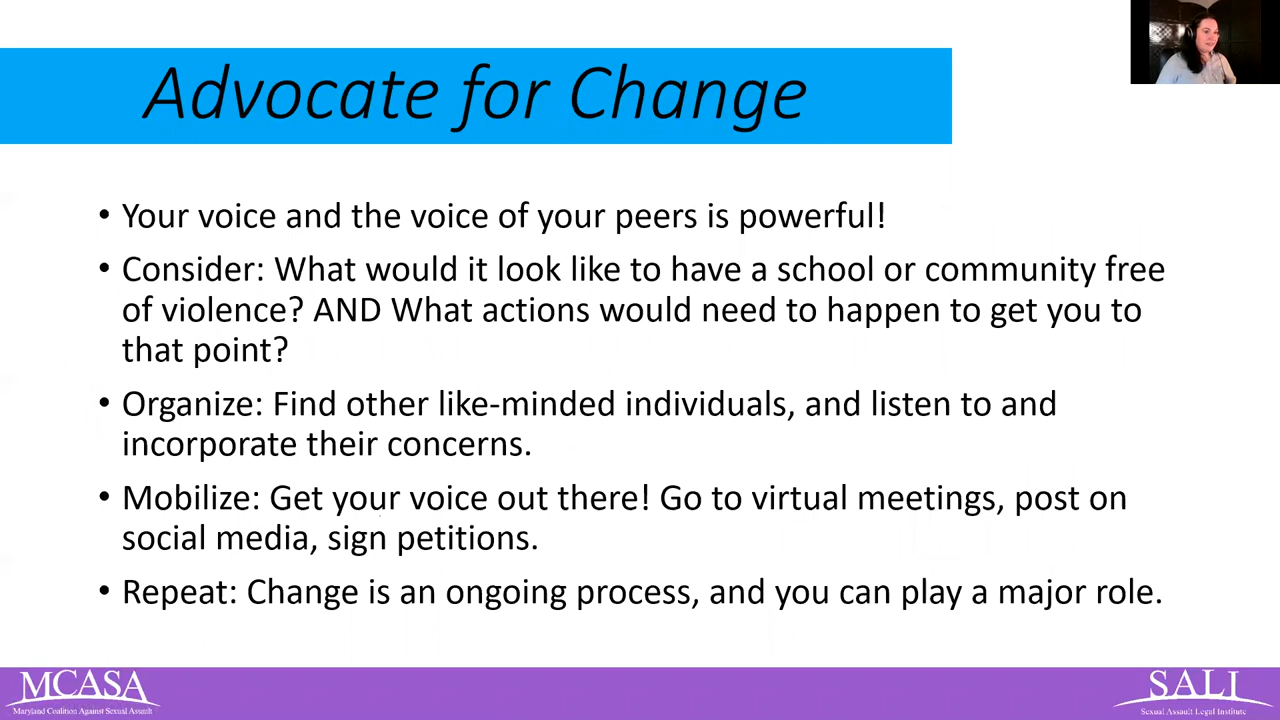 Advocate for Change
• Your voice and the voice of your peers is powerful!
• Consider: What would it look like to have a school or community free
of violence? AND What actions would need to happen to get you to
that point?
• Organize: Find other like-minded individuals, and listen to and
incorporate their concerns.
• Mobilize: Get your voice out there! Go to virtual meetings, post on
social media, sign petitions.
• Repeat: Change is an ongoing process, and you can play a major role.
MCASA
Maryland Coalition Against Sexual Assault
SALI
Sexual Assault Legal Institute